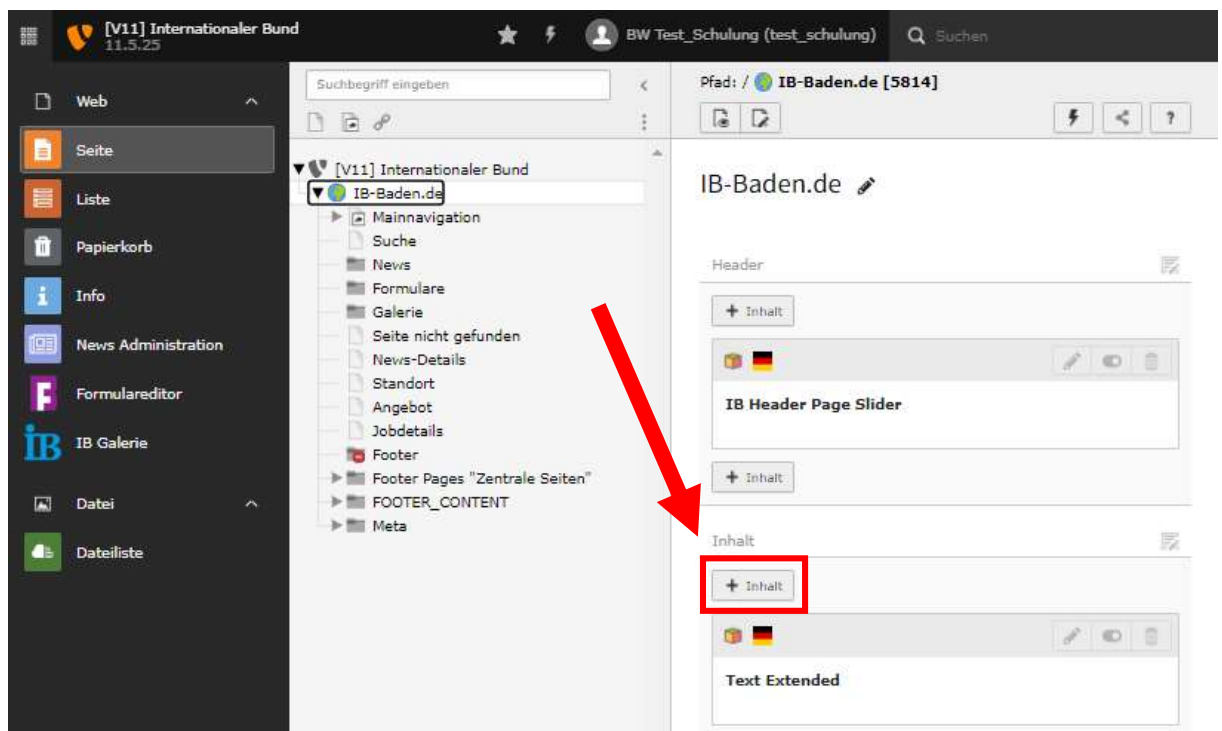 [V11] Internationaler Bund
11.5.25
BW Test_Schulung (test_schulung)
Suchen
Web
Seite
Liste
Papierkorb
Info
News Administration
Formulareditor
IB Galerie
Datei
Dateiliste
Suchbegriff eingeben
[V11] Internationaler Bund
IB-Baden.de
Mainnavigation
Suche
News
Formulare
Galerie
Seite nicht gefunden
News-Details
Standort
Angebot
Jobdetails
Footer
Footer Pages "Zentrale Seiten"
FOOTER_CONTENT
Meta
Pfad: / IB-Baden.de [5814]
?
IB-Baden.de
Header
+ Inhalt
IB Header Page Slider
+ Inhalt
Inhalt
+ Inhalt
Text Extended